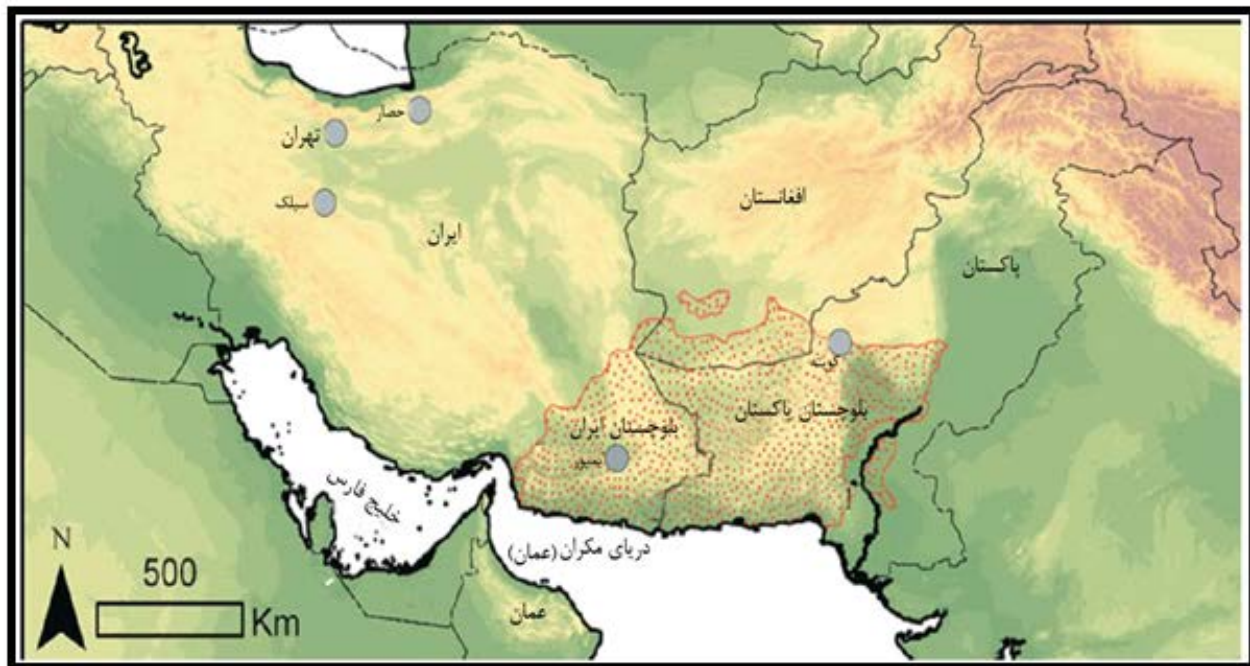 حصار
تهران
سیلک
ایران
افغانستان
پاکستان
کویته
بلوچستان پاکستان
بلوچستان ایران
بمپور
خلیج فارس
دریای مکران (عمان)
عمان
N
500
Km